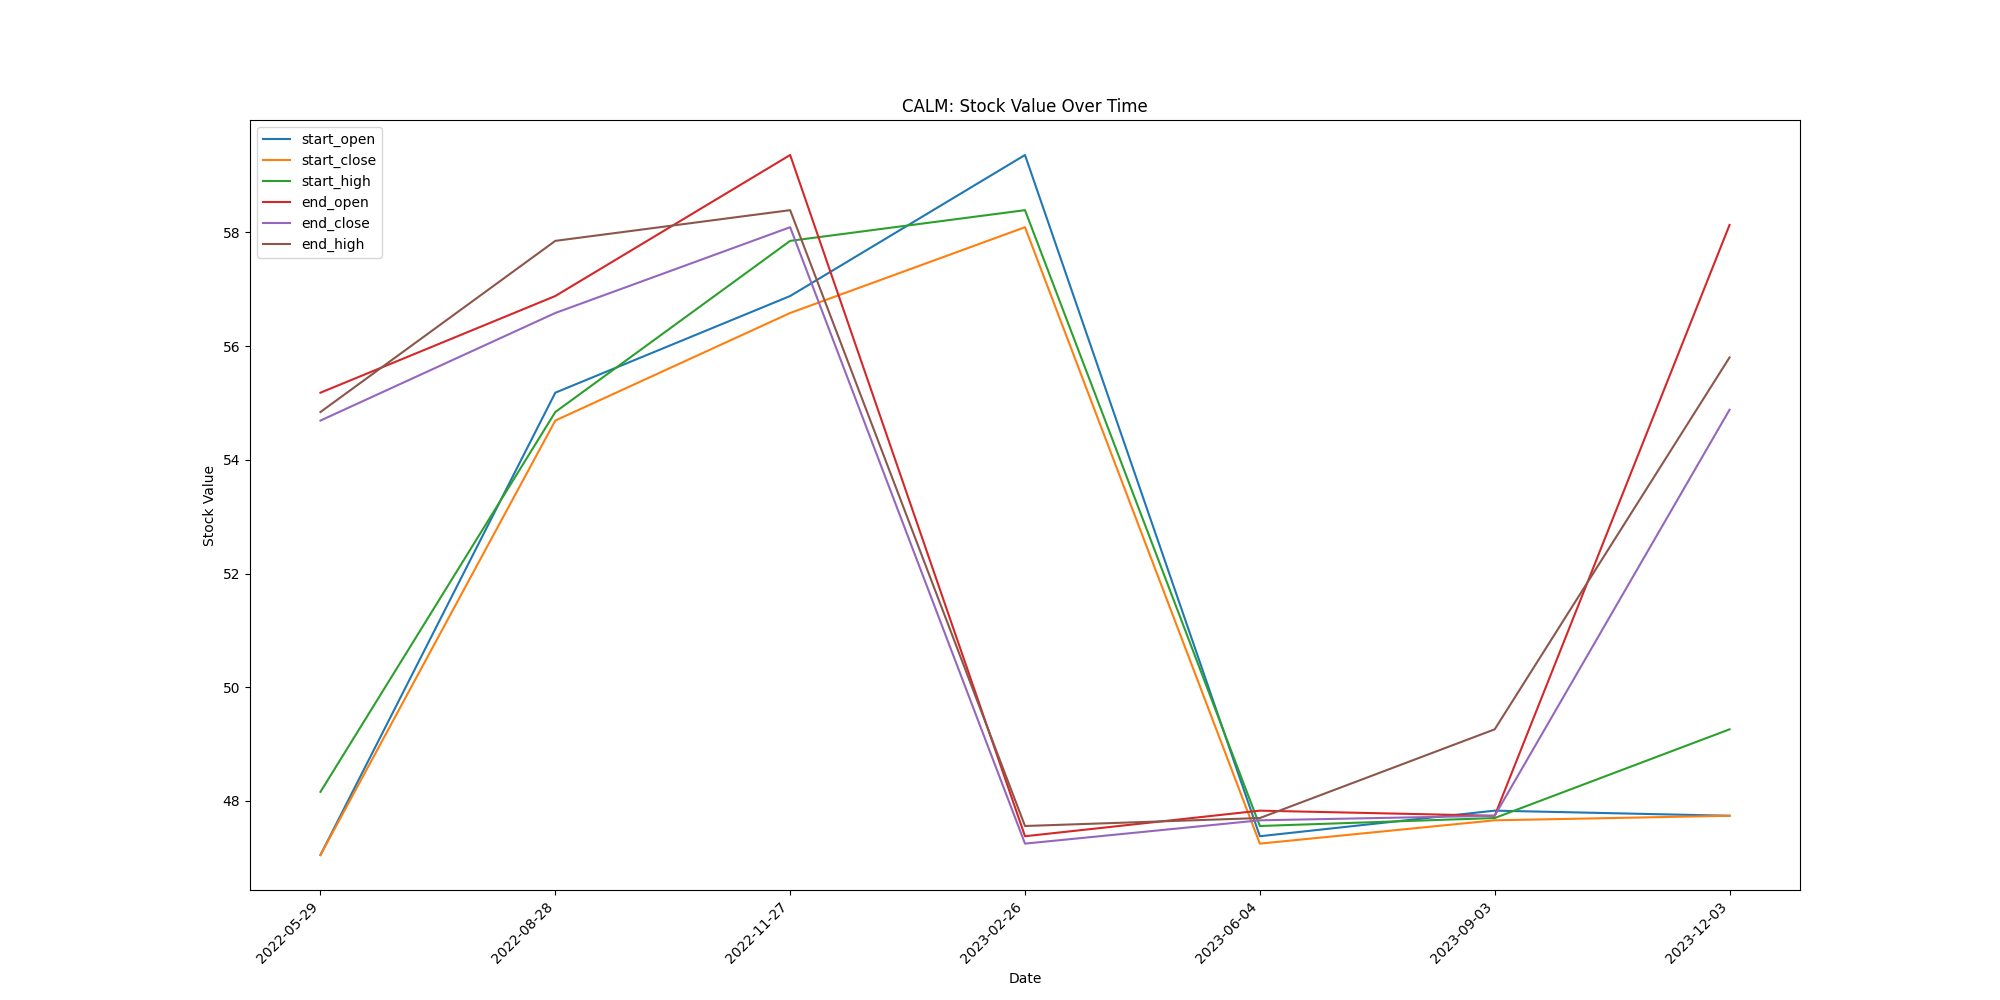 CALM: Stock Value Over Time
start_open
start_close
start_high
end_open
end_close
end_high
Stock Value
58
56
54
52
50
48
2022-05-29
2022-08-28
2022-11-27
2023-02-26
2023-06-04
2023-09-03
2023-12-03
Date